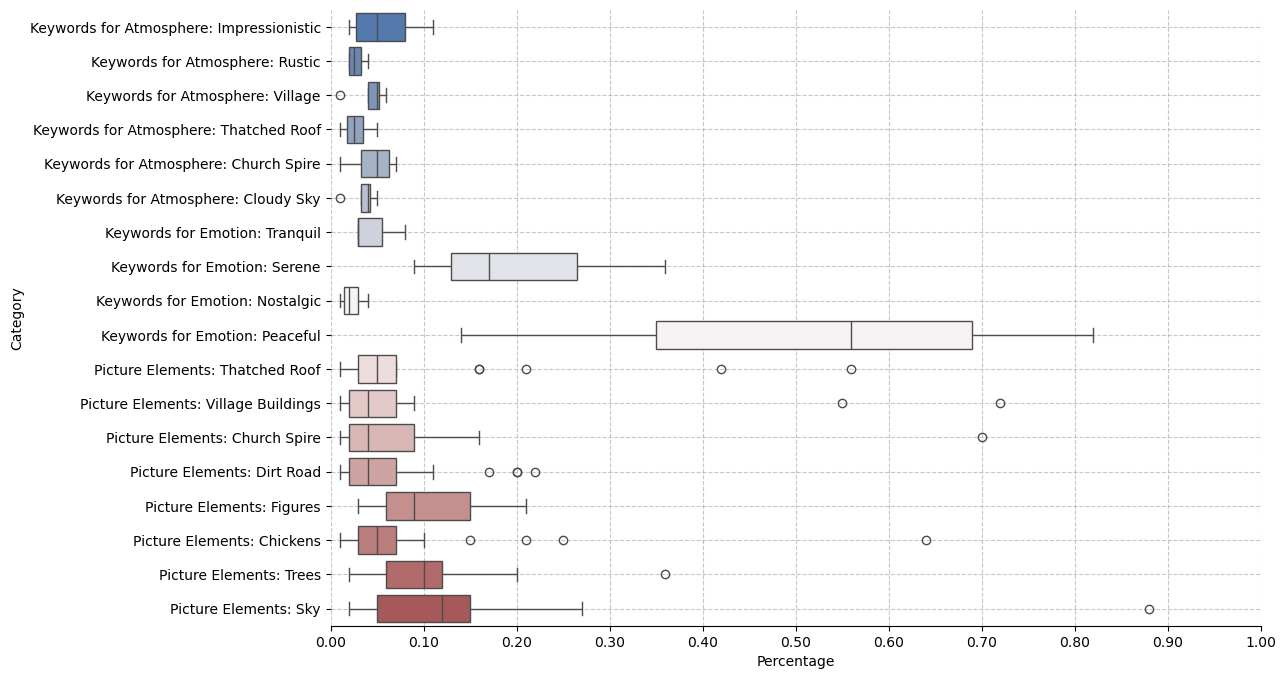 Keywords for Atmosphere: Impressionistic
Keywords for Atmosphere: Rustic
Keywords for Atmosphere: Village
Keywords for Atmosphere: Thatched Roof
Keywords for Atmosphere: Church Spire
Keywords for Atmosphere: Cloudy Sky
Keywords for Emotion: Tranquil
Keywords for Emotion: Serene
Keywords for Emotion: Nostalgic
Keywords for Emotion: Peaceful
Picture Elements: Thatched Roof
Picture Elements: Village Buildings
Picture Elements: Church Spire
Picture Elements: Dirt Road
Picture Elements: Figures
Picture Elements: Chickens
Picture Elements: Trees
Picture Elements: Sky
Category
0.00 0.10 0.20 0.30 0.40 0.50 0.60 0.70 0.80 0.90 1.00
Percentage